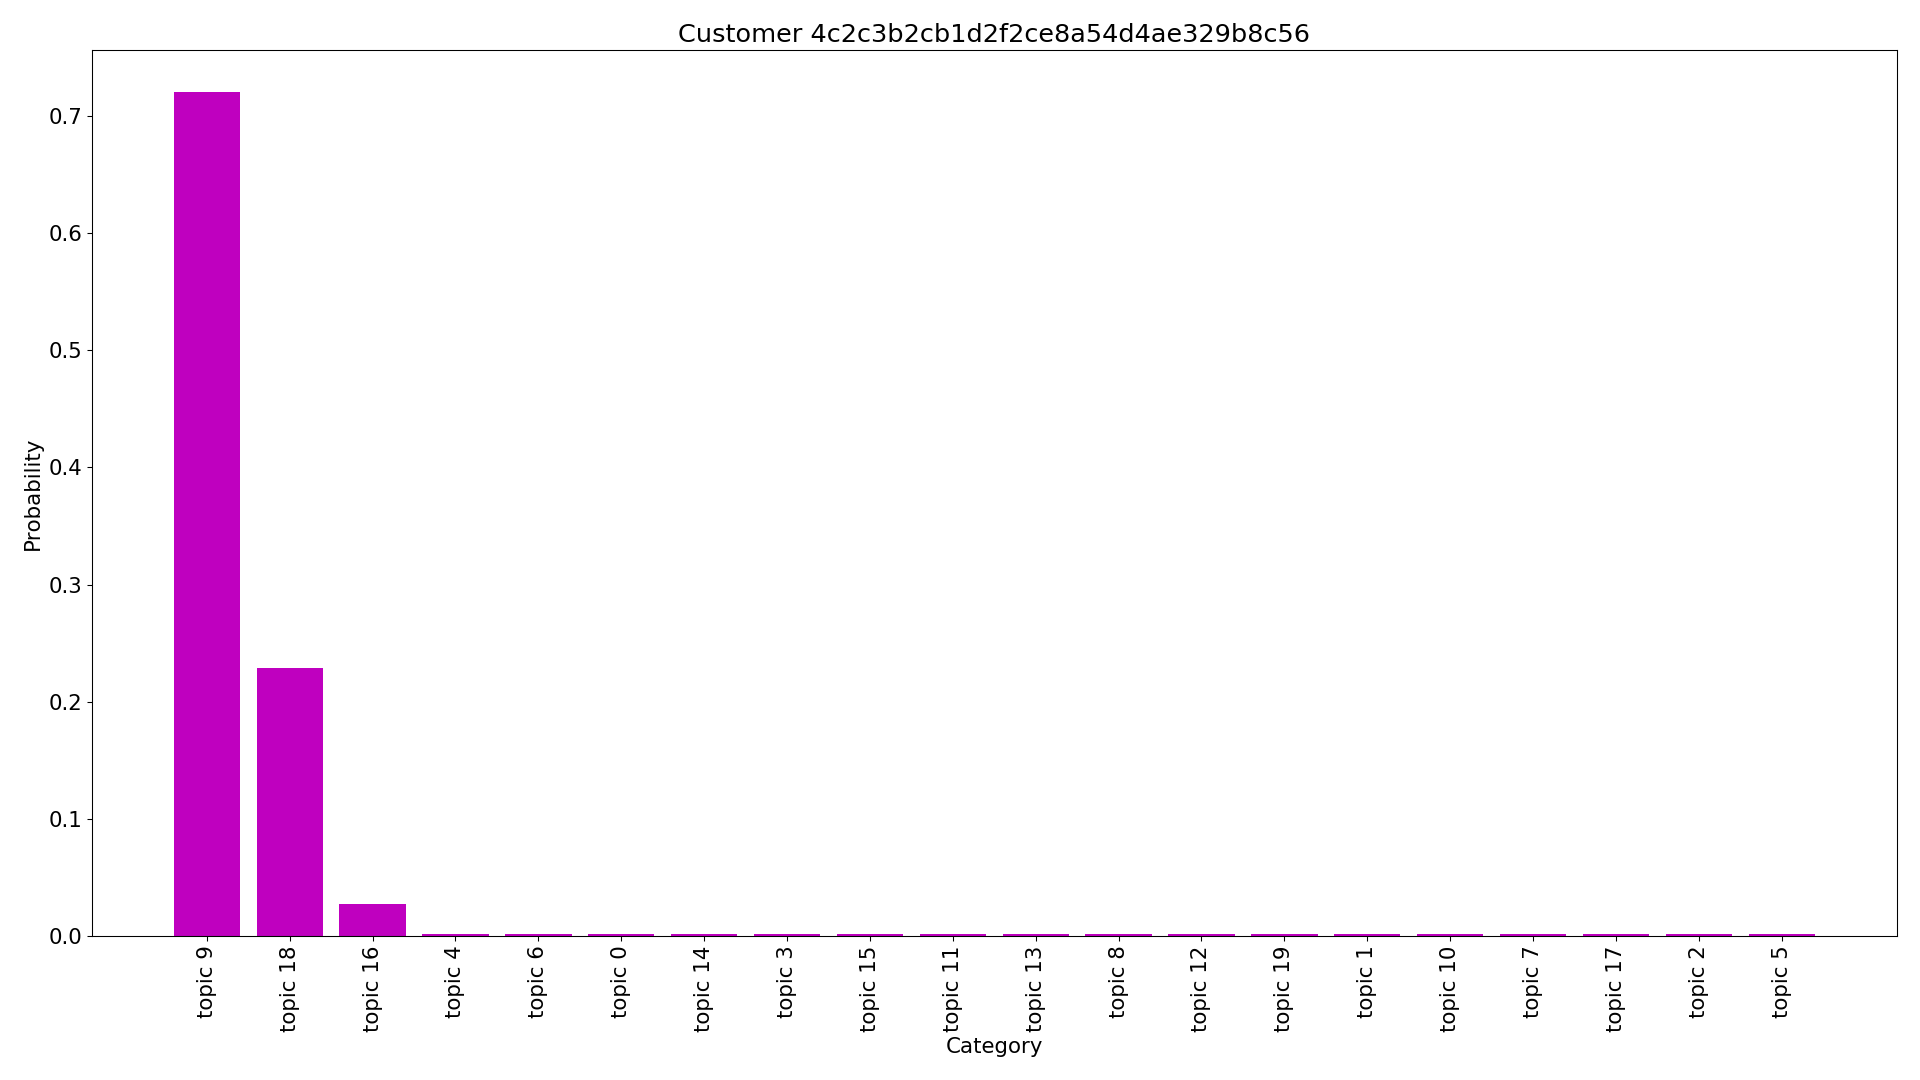 Customer 4c2c3b2cb1d2f2ce8a54d4ae329b8c56
Probability
0.7
0.6
0.5
0.4
0.3
0.2
0.1
0.0
topic 9
topic 18
topic 16
topic 4
topic 6
topic 0
topic 14
topic 3
topic 15
topic 11
topic 13
topic 8
topic 12
topic 19
topic 1
topic 10
topic 7
topic 17
topic 2
topic 5
Category